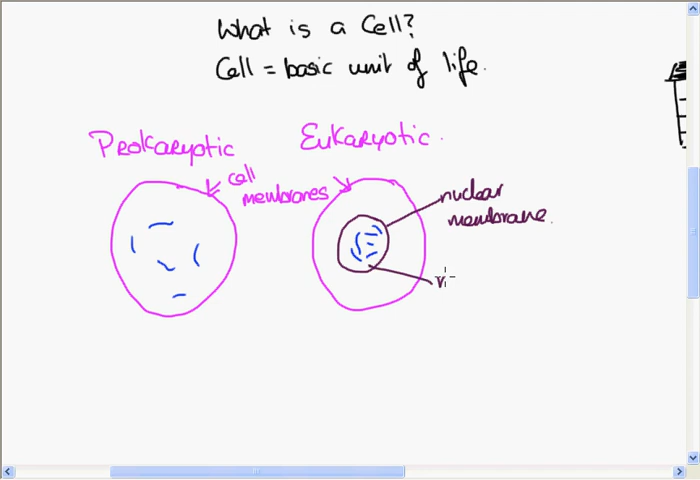 What is a Cell?
Cell = basic unit of life.
Prokaryotic
Eukaryotic
cell
membranes
nuclear
membrane.